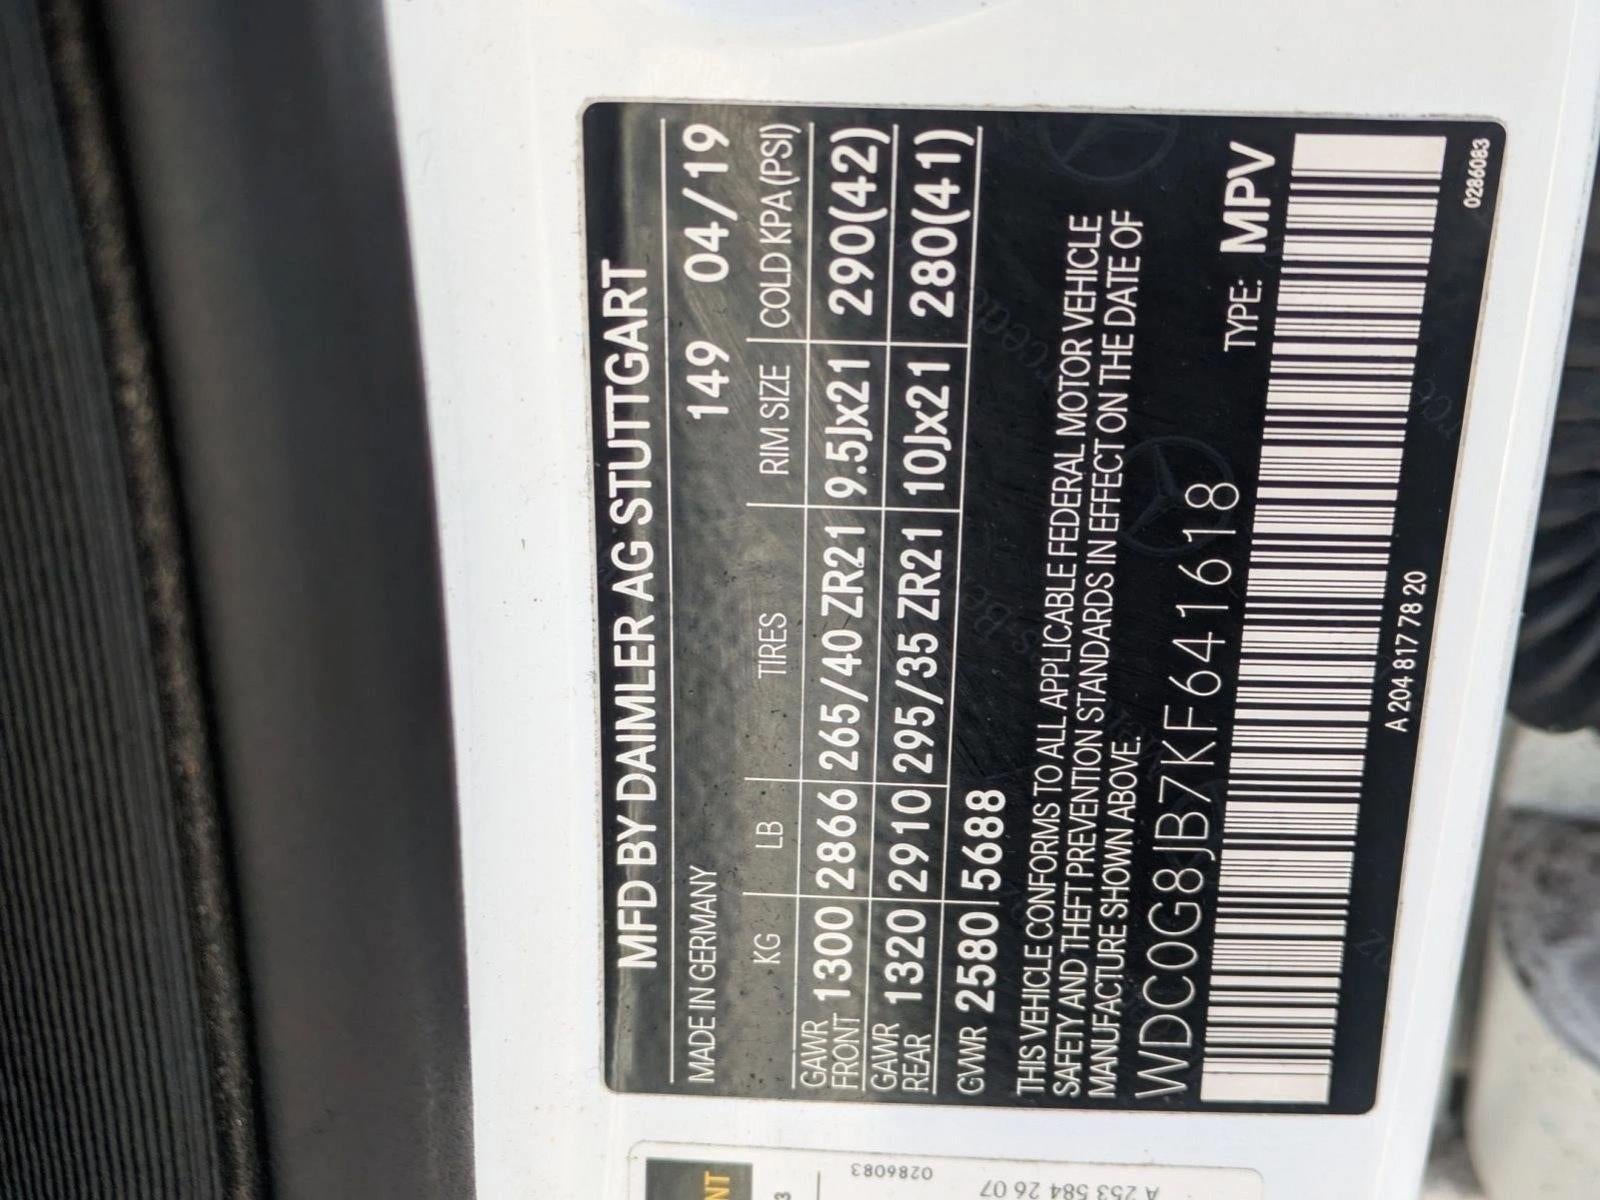 MFD BY DAIMLER AG STUTTGART
MADE IN GERMANY 149 04/19
KG LB TIRES RIM SIZE COLD KPA (PSI)
GAWR FRONT 1300 2866 265/40 ZR21 9.5Jx21 290(42)
GAWR REAR 1320 2910 295/35 ZR21 10Jx21 280(41)
GVWR 2580 5688
THIS VEHICLE CONFORMS TO ALL APPLICABLE FEDERAL MOTOR VEHICLE
SAFETY AND THEFT PREVENTION STANDARDS IN EFFECT ON THE DATE OF
MANUFACTURE SHOWN ABOVE.
WDC0G8JB7KF641618 TYPE: MPV
A 204 817 78 20
0286083
0286083
A 253 584 26 07